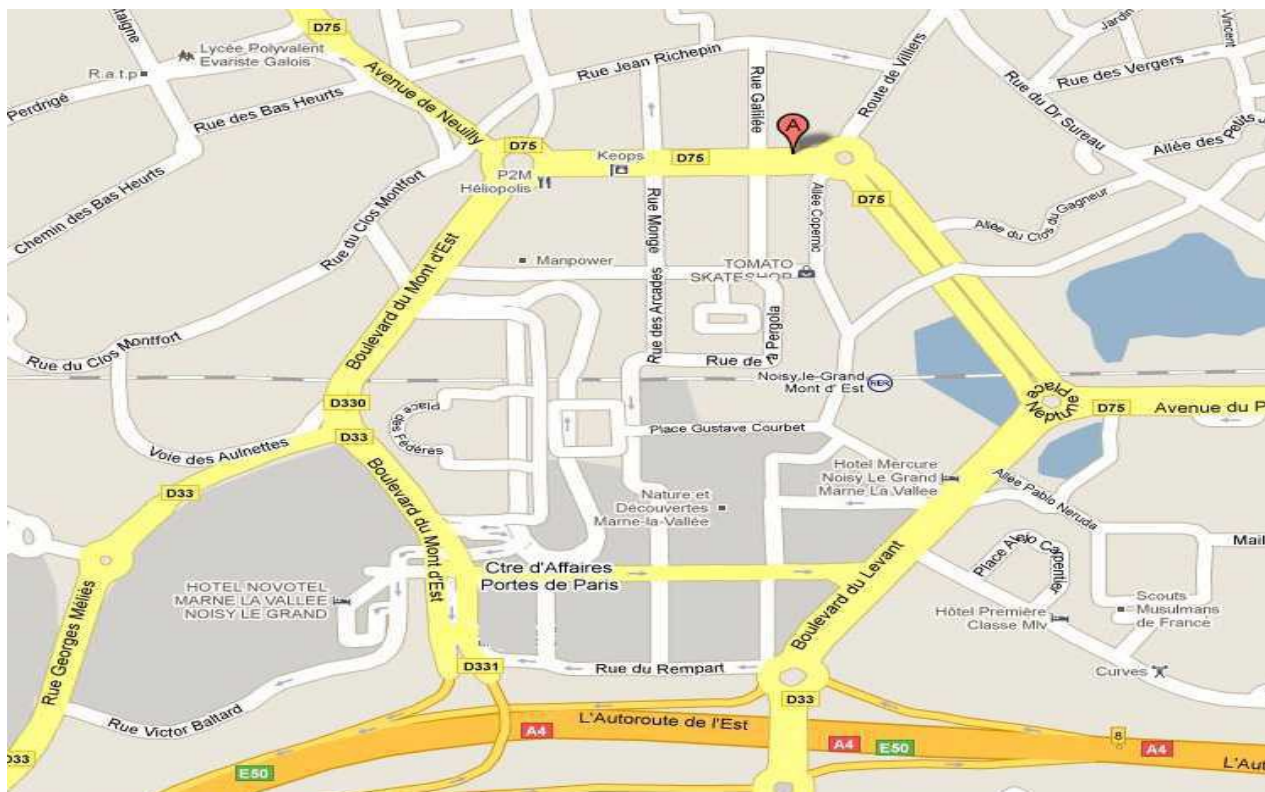 D75
Lycée Polyvalent
Evariste Galois
R.a.t.p
Perdrigé
Rue des Bas Heurts
Avenue de Neuilly
Rue Jean Richepin
Rue Galilée
Route de Villiers
A
Jardin
Rue des Vergers
Rue du Dr Sureau
Allée des Petits
Vincent
D75
Keops
D75
P2M
Héliopolis
Chemin des Bas Heurts
Rue du Clos Montfort
Rue Monge
Allée Copernic
D75
Allée du Clos du Gagneur
Boulevard du Mont d'Est
Manpower
TOMATO
SKATESHOP
Rue des Arcades
Pergola
Rue du Clos Montfort
Rue de
Noisy-le-Grand
Mont d'Est
RER
Place Neptune
D330
D33
Place
des Fédérés
Place Gustave Courbet
D75
Avenue du P
Voie des Aulnettes
Hotel Mercure
Noisy Le Grand
Marne La Vallee
D33
Boulevard du Mont d'Est
Nature et
Découvertes
Marne-la-Vallée
Allée Pablo Neruda
Mail
Place Alejo Carpentier
Boulevard du Levant
Ctre d'Affaires
Portes de Paris
HOTEL NOVOTEL
MARNE LA VALLEE
NOISY LE GRAND
Hôtel Première
Classe Mlv
Scouts
Musulmans
de France
Rue Georges Méliés
D331
Rue du Rempart
Curves
D33
Rue Victor Baltard
L'Autoroute de l'Est
A4
A4
E50
8
A4
D33
E50
L'Auto